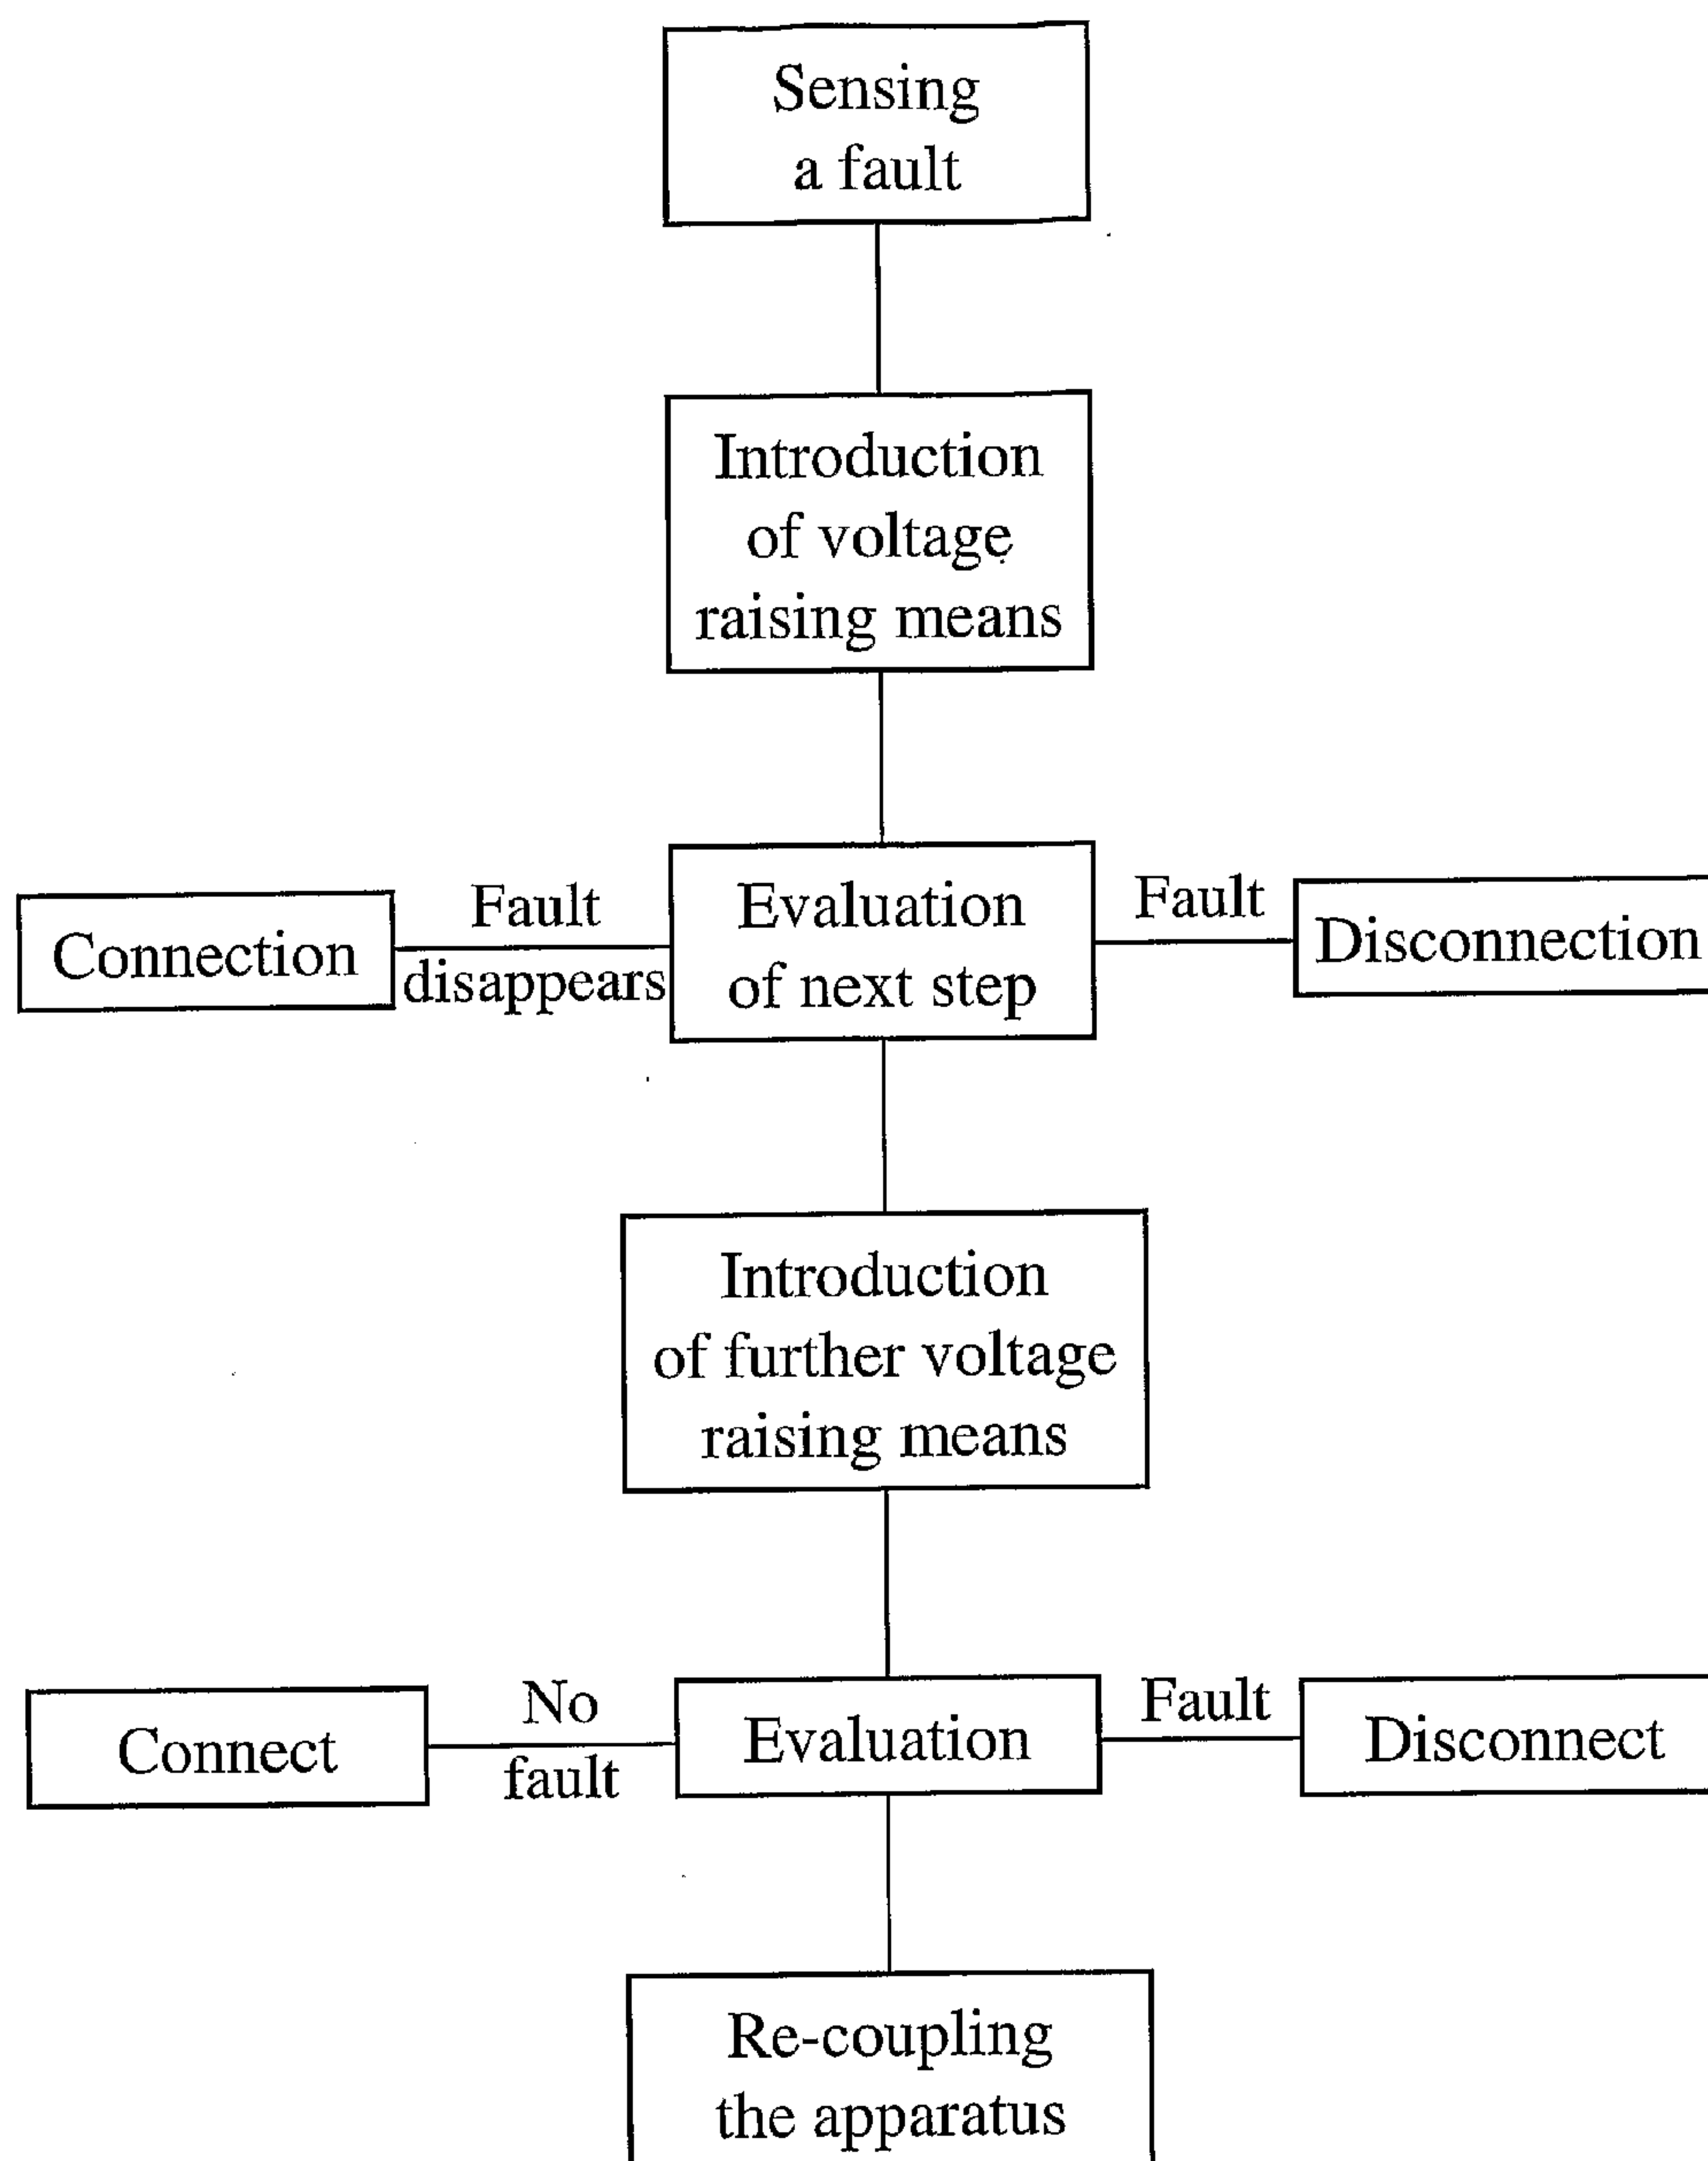 Sensing
a fault
Introduction
of voltage
raising means
Connection
Fault
disappears
Evaluation
of next step
Fault
Disconnection
Introduction
of further voltage
raising means
Connect
No
fault
Evaluation
Fault
Disconnect
Re-coupling
the apparatus